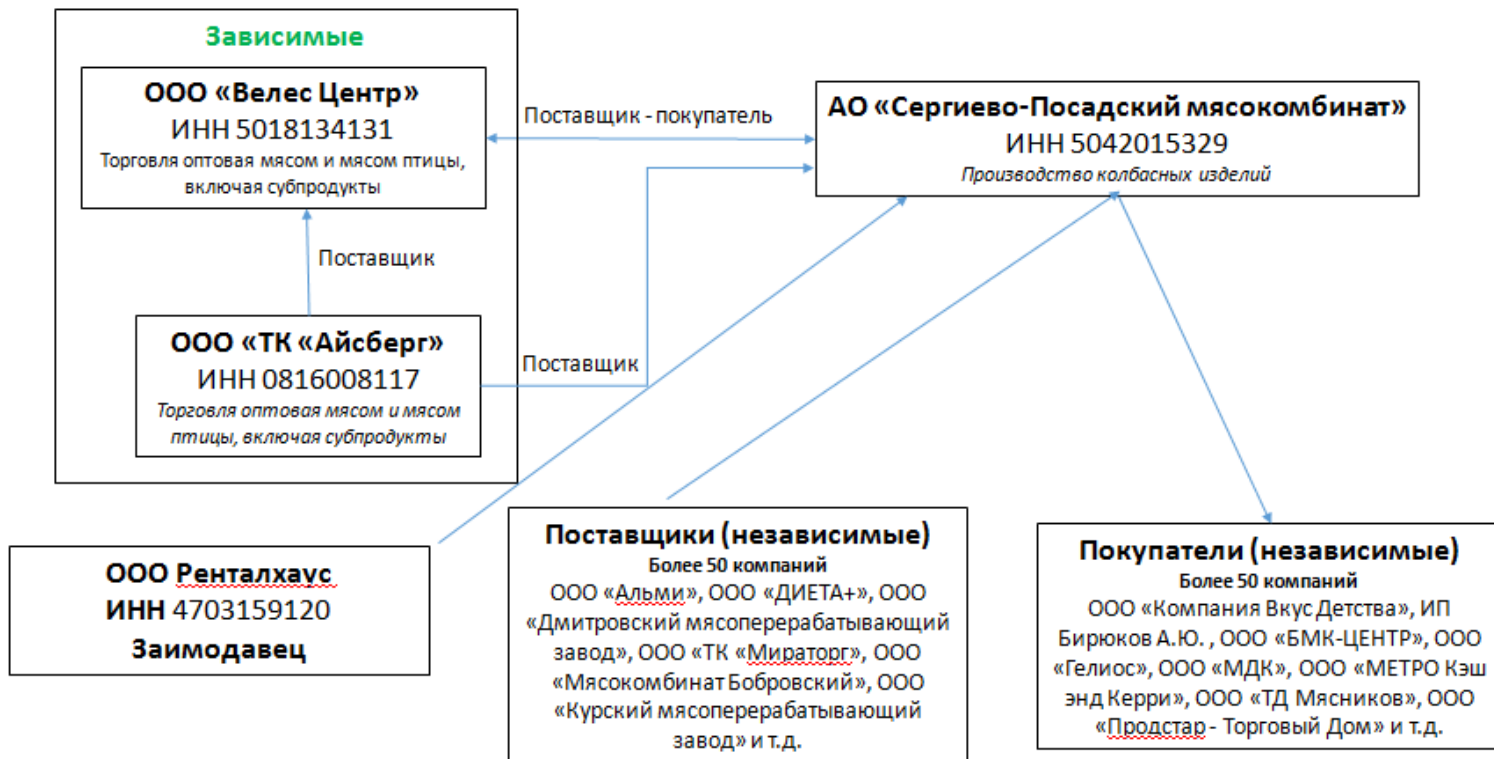 Зависимые
ООО «Велес Центр»
ИНН 5018134131
Торговля оптовая мясом и мясом птицы,
включая субпродукты
Поставщик - покупатель
АО «Сергиево-Посадский мясокомбинат»
ИНН 5042015329
Производство колбасных изделий
Поставщик
ООО «ТК «Айсберг»
ИНН 0816008117
Торговля оптовая мясом и мясом
птицы, включая субпродукты
Поставщик
ООО Ренталхаус
ИНН 4703159120
Заимодавец
Поставщики (независимые)
Более 50 компаний
ООО «Альми», ООО «ДИЕТА+», ООО
«Дмитровский мясоперерабатывающий
завод», ООО «ТК «Мираторг», ООО
«Мясокомбинат Бобровский», ООО
«Курский мясоперерабатывающий
завод» и т.д.
Покупатели (независимые)
Более 50 компаний
ООО «Компания Вкус Детства», ИП
Бирюков А.Ю. , ООО «БМК-ЦЕНТР», ООО
«Гелиос», ООО «МДК», ООО «МЕТРО Кэш
энд Керри», ООО «ТД Мясников», ООО
«Продстар - Торговый Дом» и т.д.